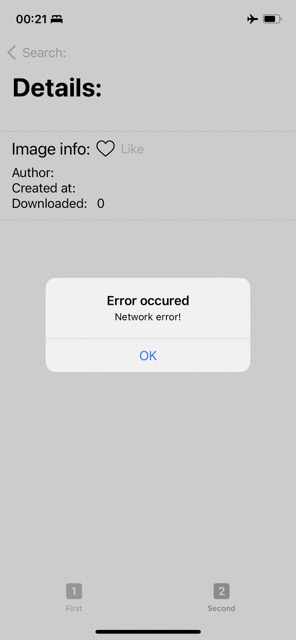 00:21
Search:
Details:
Image info: Like
Author:
Created at:
Downloaded: 0
Error occured
Network error!
OK
1 2
First Second